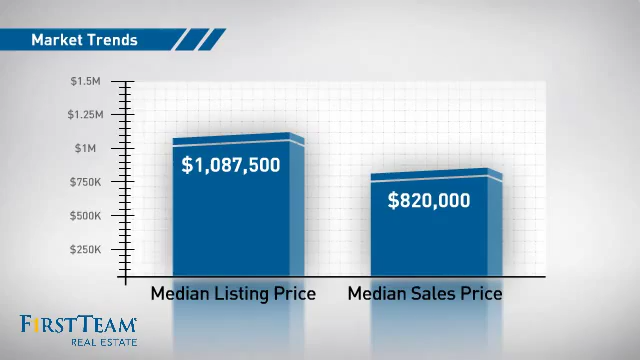 Market Trends
$1.5M
$1.25M
$1M
$750K
$500K
$250K
$1,087,500
$820,000
Median Listing Price
Median Sales Price
FIRSTTEAM®
REAL ESTATE